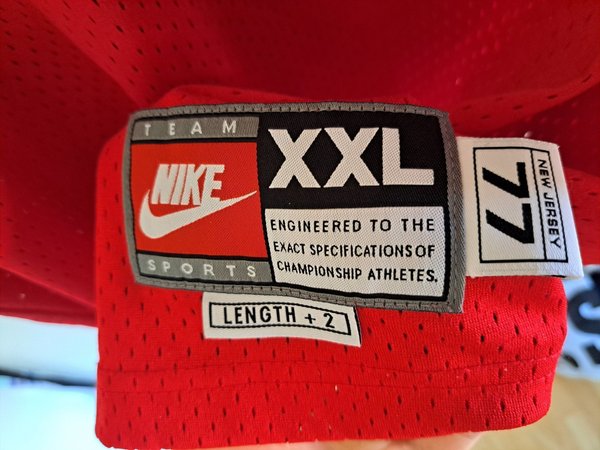 TEAM
NIKE
SPORTS
XXL
ENGINEERED TO THE
EXACT SPECIFICATIONS OF
CHAMPIONSHIP ATHLETES.
LENGTH + 2
NEW JERSEY
77